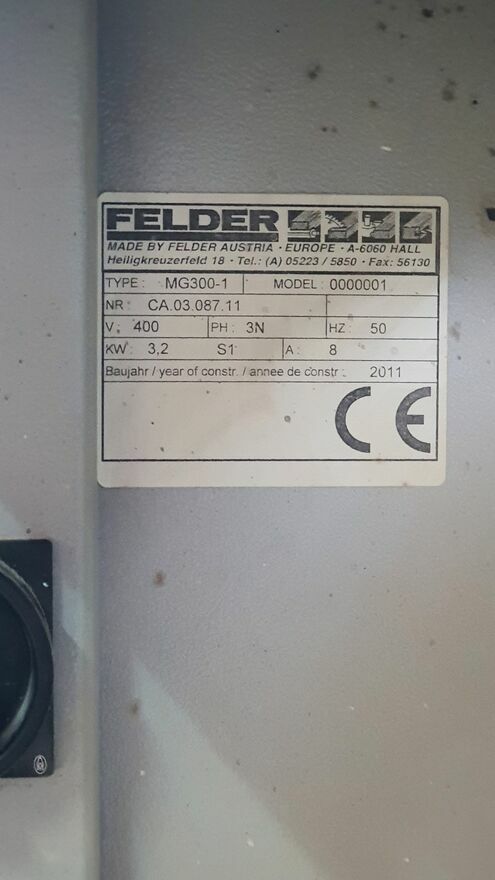 FELDER
MADE BY FELDER AUSTRIA · EUROPE · A-6060 HALL
Heiligkreuzerfeld 18 · Tel.: (A) 05223 / 5850 · Fax: 56130
TYPE : MG300-1 MODEL : 0000001
NR : CA.03.087.11
V : 400 PH : 3N HZ : 50
KW : 3,2 S1 A : 8
Baujahr / year of constr. / annee de constr . 2011
CE